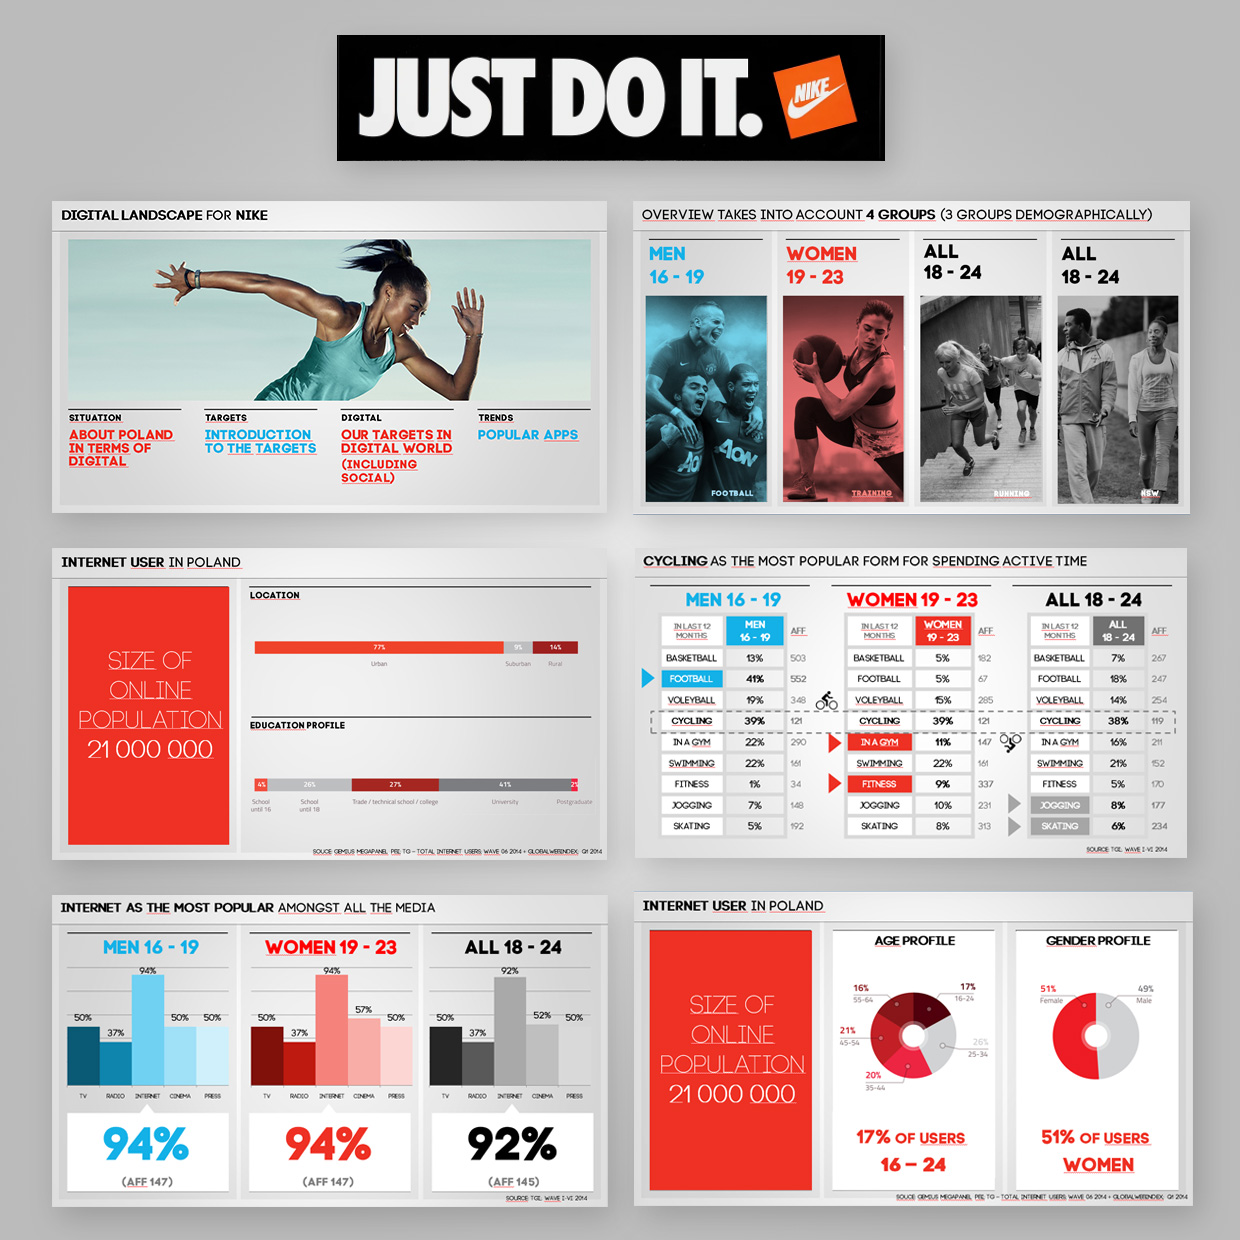 JUST DO IT.
NIKE
DIGITAL LANDSCAPE FOR NIKE
SITUATION
ABOUT POLAND
IN TERMS OF
DIGITAL
TARGETS
INTRODUCTION
TO THE TARGETS
DIGITAL
OUR TARGETS IN
DIGITAL WORLD
(INCLUDING
SOCIAL)
TRENDS
POPULAR APPS
OVERVIEW TAKES INTO ACCOUNT 4 GROUPS (3 GROUPS DEMOGRAPHICALLY)
MEN
16 - 19
AON
AON
FOOTBALL
WOMEN
19 - 23
TRAINING
ALL
18 - 24
RUNNING
ALL
18 - 24
NSW
INTERNET USER IN POLAND
SIZE OF
ONLINE
POPULATION
21 000 000
LOCATION
77% 9% 14%
Urban Suburban Rural
EDUCATION PROFILE
4% 26% 27% 41% 2%
School until 16
School until 18
Trade / technical school / college
University
Postgraduate
SOUCE: GEMIUS MEGAPANEL PBI; TG – TOTAL INTERNET USERS; WAVE 06 2014 + GLOBALWEBINDEX, Q1 2014
CYCLING AS THE MOST POPULAR FORM FOR SPENDING ACTIVE TIME
MEN 16 - 19
IN LAST 12 MONTHS MEN 16 - 19 AFF
BASKETBALL 13% 503
FOOTBALL 41% 552
VOLEYBALL 19% 348
CYCLING 39% 121
IN A GYM 22% 290
SWIMMING 22% 161
FITNESS 1% 34
JOGGING 7% 148
SKATING 5% 192
WOMEN 19 - 23
IN LAST 12 MONTHS WOMEN 19 - 23 AFF
BASKETBALL 5% 182
FOOTBALL 5% 67
VOLEYBALL 15% 285
CYCLING 39% 121
IN A GYM 11% 147
SWIMMING 22% 161
FITNESS 9% 337
JOGGING 10% 231
SKATING 8% 313
ALL 18 - 24
IN LAST 12 MONTHS ALL 18 - 24 AFF
BASKETBALL 7% 267
FOOTBALL 18% 247
VOLEYBALL 14% 254
CYCLING 38% 119
IN A GYM 16% 211
SWIMMING 21% 152
FITNESS 5% 170
JOGGING 8% 177
SKATING 6% 234
SOURCE: TGI; WAVE I-VI 2014
INTERNET AS THE MOST POPULAR AMONGST ALL THE MEDIA
MEN 16 - 19
50% 37% 94% 50% 50%
TV RADIO INTERNET CINEMA PRESS
94%
(AFF 147)
WOMEN 19 - 23
50% 37% 94% 57% 50%
TV RADIO INTERNET CINEMA PRESS
94%
(AFF 147)
ALL 18 - 24
50% 37% 92% 52% 50%
TV RADIO INTERNET CINEMA PRESS
92%
(AFF 145)
SOURCE: TGI; WAVE I-VI 2014
INTERNET USER IN POLAND
SIZE OF
ONLINE
POPULATION
21 000 000
AGE PROFILE
16%
55-64
17%
16-24
21%
45-54
26%
25-34
20%
35-44
17% OF USERS
16 – 24
GENDER PROFILE
51%
Female
49%
Male
51% OF USERS
WOMEN
SOUCE: GEMIUS MEGAPANEL PBI; TG – TOTAL INTERNET USERS; WAVE 06 2014 + GLOBALWEBINDEX, Q1 2014